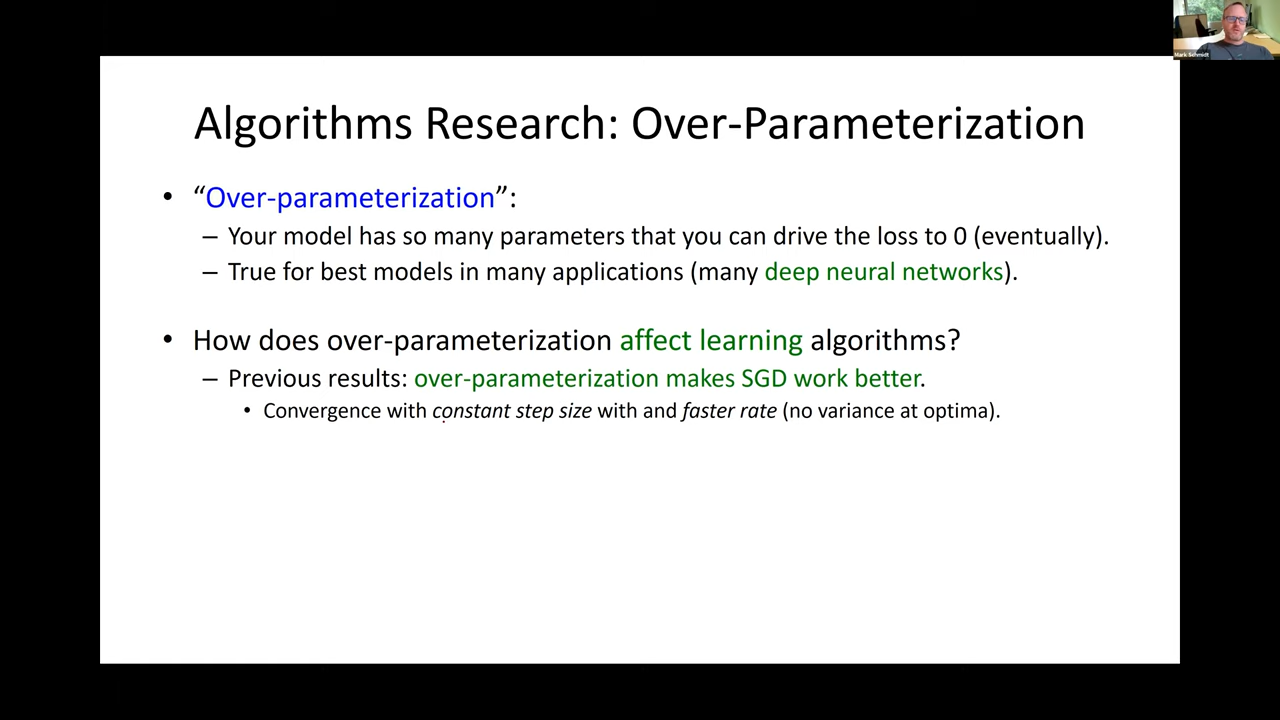 Mark Schmidt
Algorithms Research: Over-Parameterization
• “Over-parameterization”:
– Your model has so many parameters that you can drive the loss to 0 (eventually).
– True for best models in many applications (many deep neural networks).
• How does over-parameterization affect learning algorithms?
– Previous results: over-parameterization makes SGD work better.
• Convergence with constant step size with and faster rate (no variance at optima).